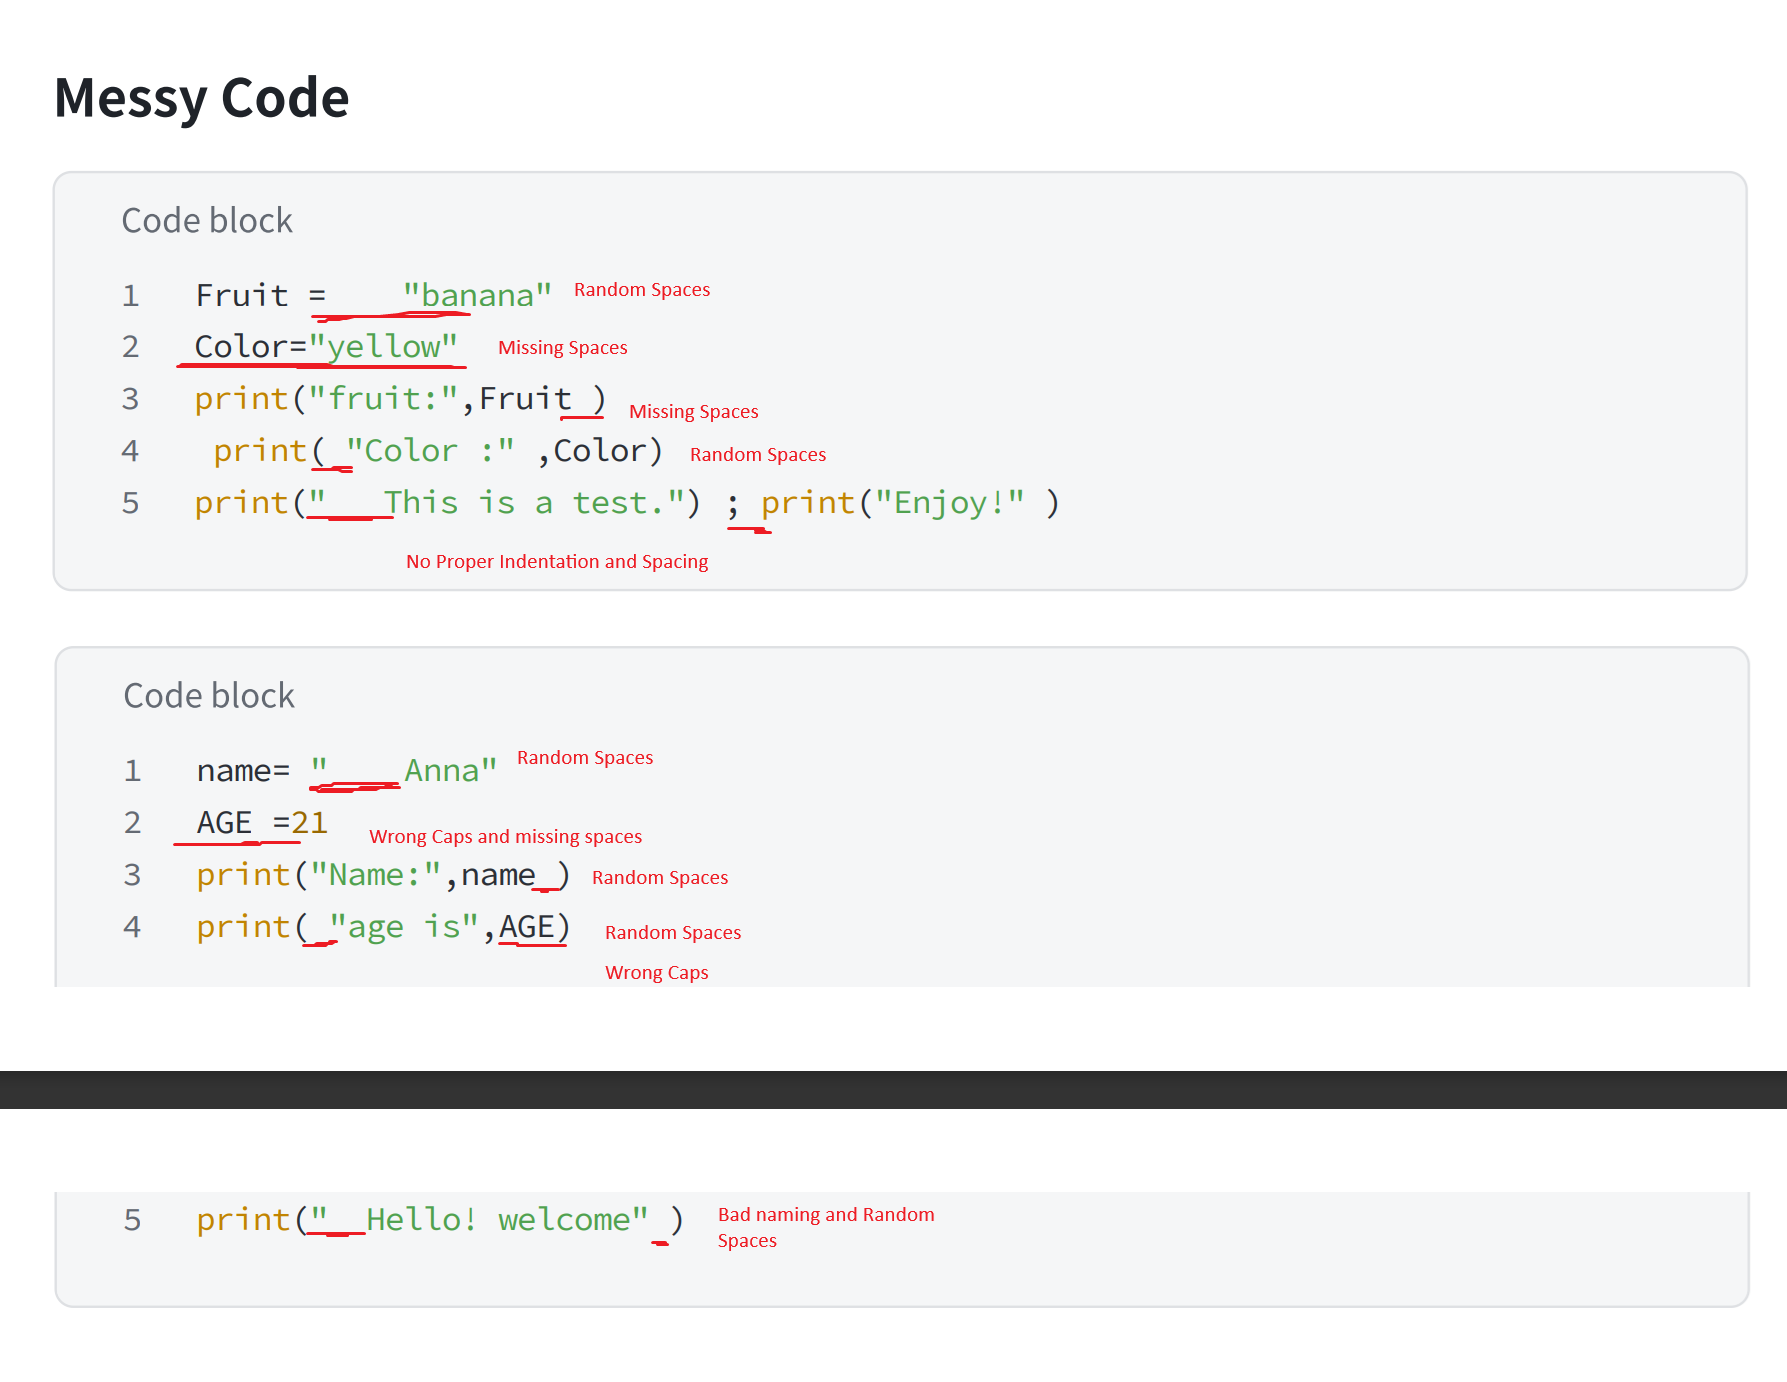 Messy Code
Code block
1 Fruit =    "banana" Random Spaces
2 Color="yellow" Missing Spaces
3 print("fruit:",Fruit ) Missing Spaces
4  print( "Color :" ,Color) Random Spaces
5 print("   This is a test.") ; print("Enjoy!" )
No Proper Indentation and Spacing
Code block
1 name= "    Anna" Random Spaces
2 AGE =21 Wrong Caps and missing spaces
3 print("Name:",name ) Random Spaces
4 print( "age is",AGE) Random Spaces
Wrong Caps
5 print("  Hello! welcome" ) Bad naming and Random
Spaces